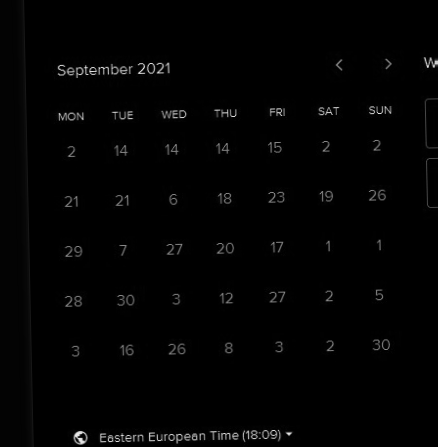 September 2021
MON TUE WED THU FRI SAT SUN
2 14 14 14 15 2 2
21 21 6 18 23 19 26
29 7 27 20 17 1 1
28 30 3 12 27 2 5
3 16 26 8 3 2 30
Eastern European Time (18:09)